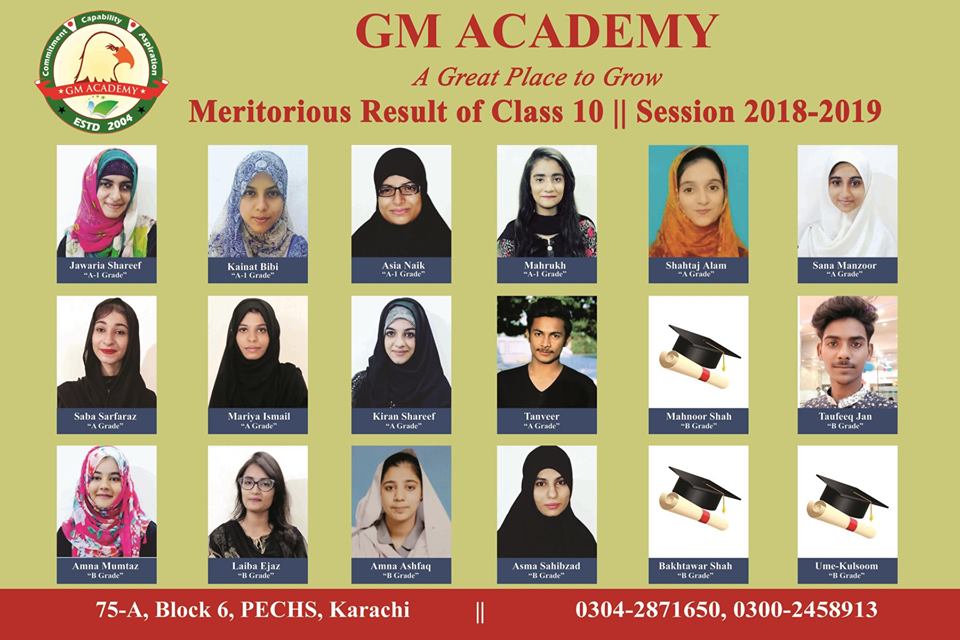 Commitment Capability Aspiration
GM ACADEMY
ESTD 2004
GM ACADEMY
A Great Place to Grow
Meritorious Result of Class 10 || Session 2018-2019
Jawaria Shareef
“A-1 Grade”
Kainat Bibi
“A-1 Grade”
Asia Naik
“A-1 Grade”
Mahrukh
“A-1 Grade”
Shahtaj Alam
“A Grade”
Sana Manzoor
“A Grade”
Saba Sarfaraz
“A Grade”
Mariya Ismail
“A Grade”
Kiran Shareef
“A Grade”
Tanveer
“A Grade”
Mahnoor Shah
“B Grade”
Taufeeq Jan
“B Grade”
Amna Mumtaz
“B Grade”
Laiba Ejaz
“B Grade”
Amna Ashfaq
“B Grade”
Asma Sahibzad
“B Grade”
Bakhtawar Shah
“B Grade”
Ume-Kulsoom
“B Grade”
75-A, Block 6, PECHS, Karachi || 0304-2871650, 0300-2458913